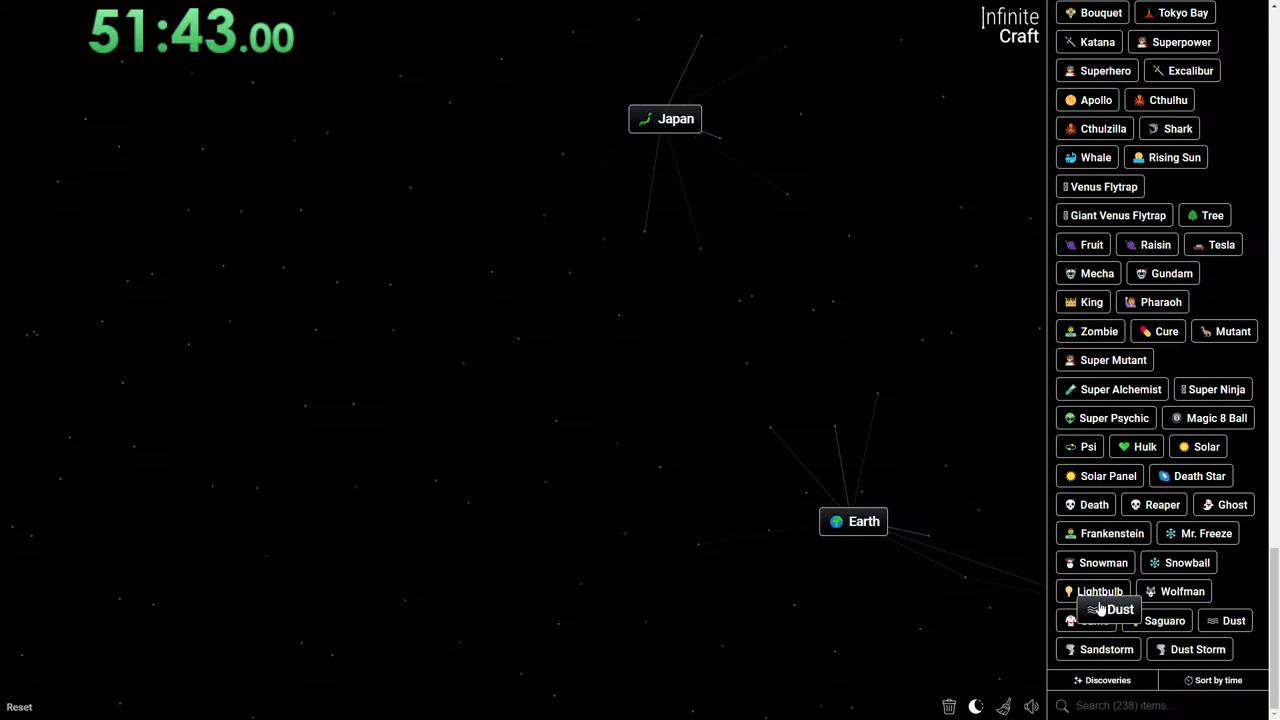 51:43.00
Infinite
Craft
Japan
Earth
Bouquet
Tokyo Bay
Katana
Superpower
Superhero
Excalibur
Apollo
Cthulhu
Cthulzilla
Shark
Whale
Rising Sun
Venus Flytrap
Giant Venus Flytrap
Tree
Fruit
Raisin
Tesla
Mecha
Gundam
King
Pharaoh
Zombie
Cure
Mutant
Super Mutant
Super Alchemist
Super Ninja
Super Psychic
Magic 8 Ball
Psi
Hulk
Solar
Solar Panel
Death Star
Death
Reaper
Ghost
Frankenstein
Mr. Freeze
Snowman
Snowball
Lightbulb
Wolfman
Dust
Saguaro
Dust
Sandstorm
Dust Storm
Discoveries
Sort by time
Search (238) items...
Reset